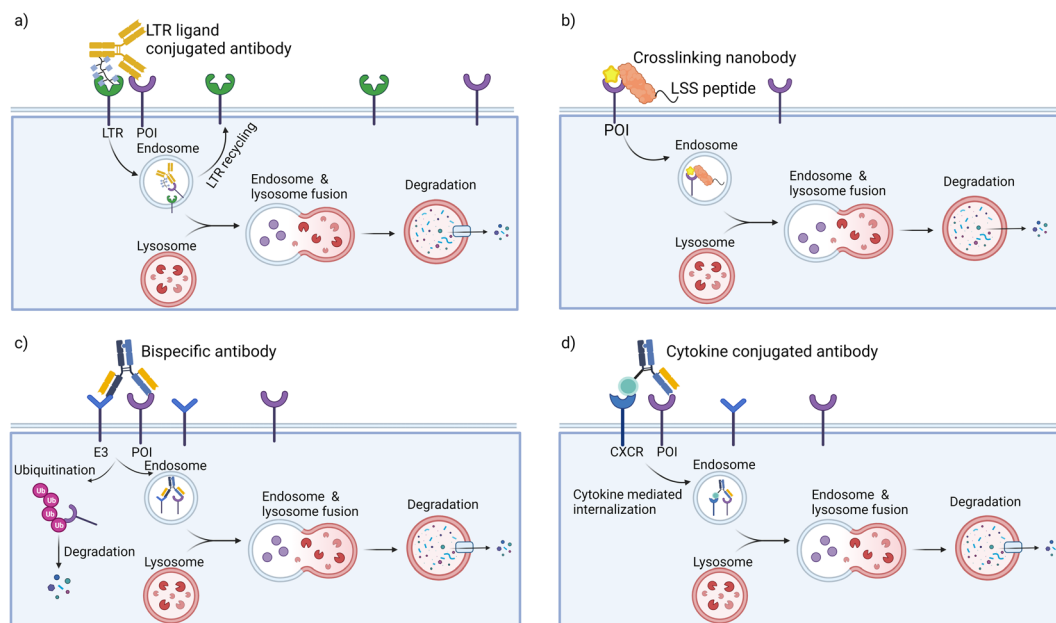 a)
LTR ligand
conjugated antibody
LTR
POI
LTR recycling
Endosome
Endosome &
lysosome fusion
Degradation
Lysosome
b)
Crosslinking nanobody
LSS peptide
POI
Endosome
Endosome &
lysosome fusion
Degradation
Lysosome
c)
Bispecific antibody
E3
POI
Ubiquitination
Endosome
Ub
Ub
Ub
Ub
Degradation
Endosome &
lysosome fusion
Degradation
Lysosome
d)
Cytokine conjugated antibody
CXCR
POI
Endosome
Cytokine mediated
internalization
Endosome &
lysosome fusion
Degradation
Lysosome